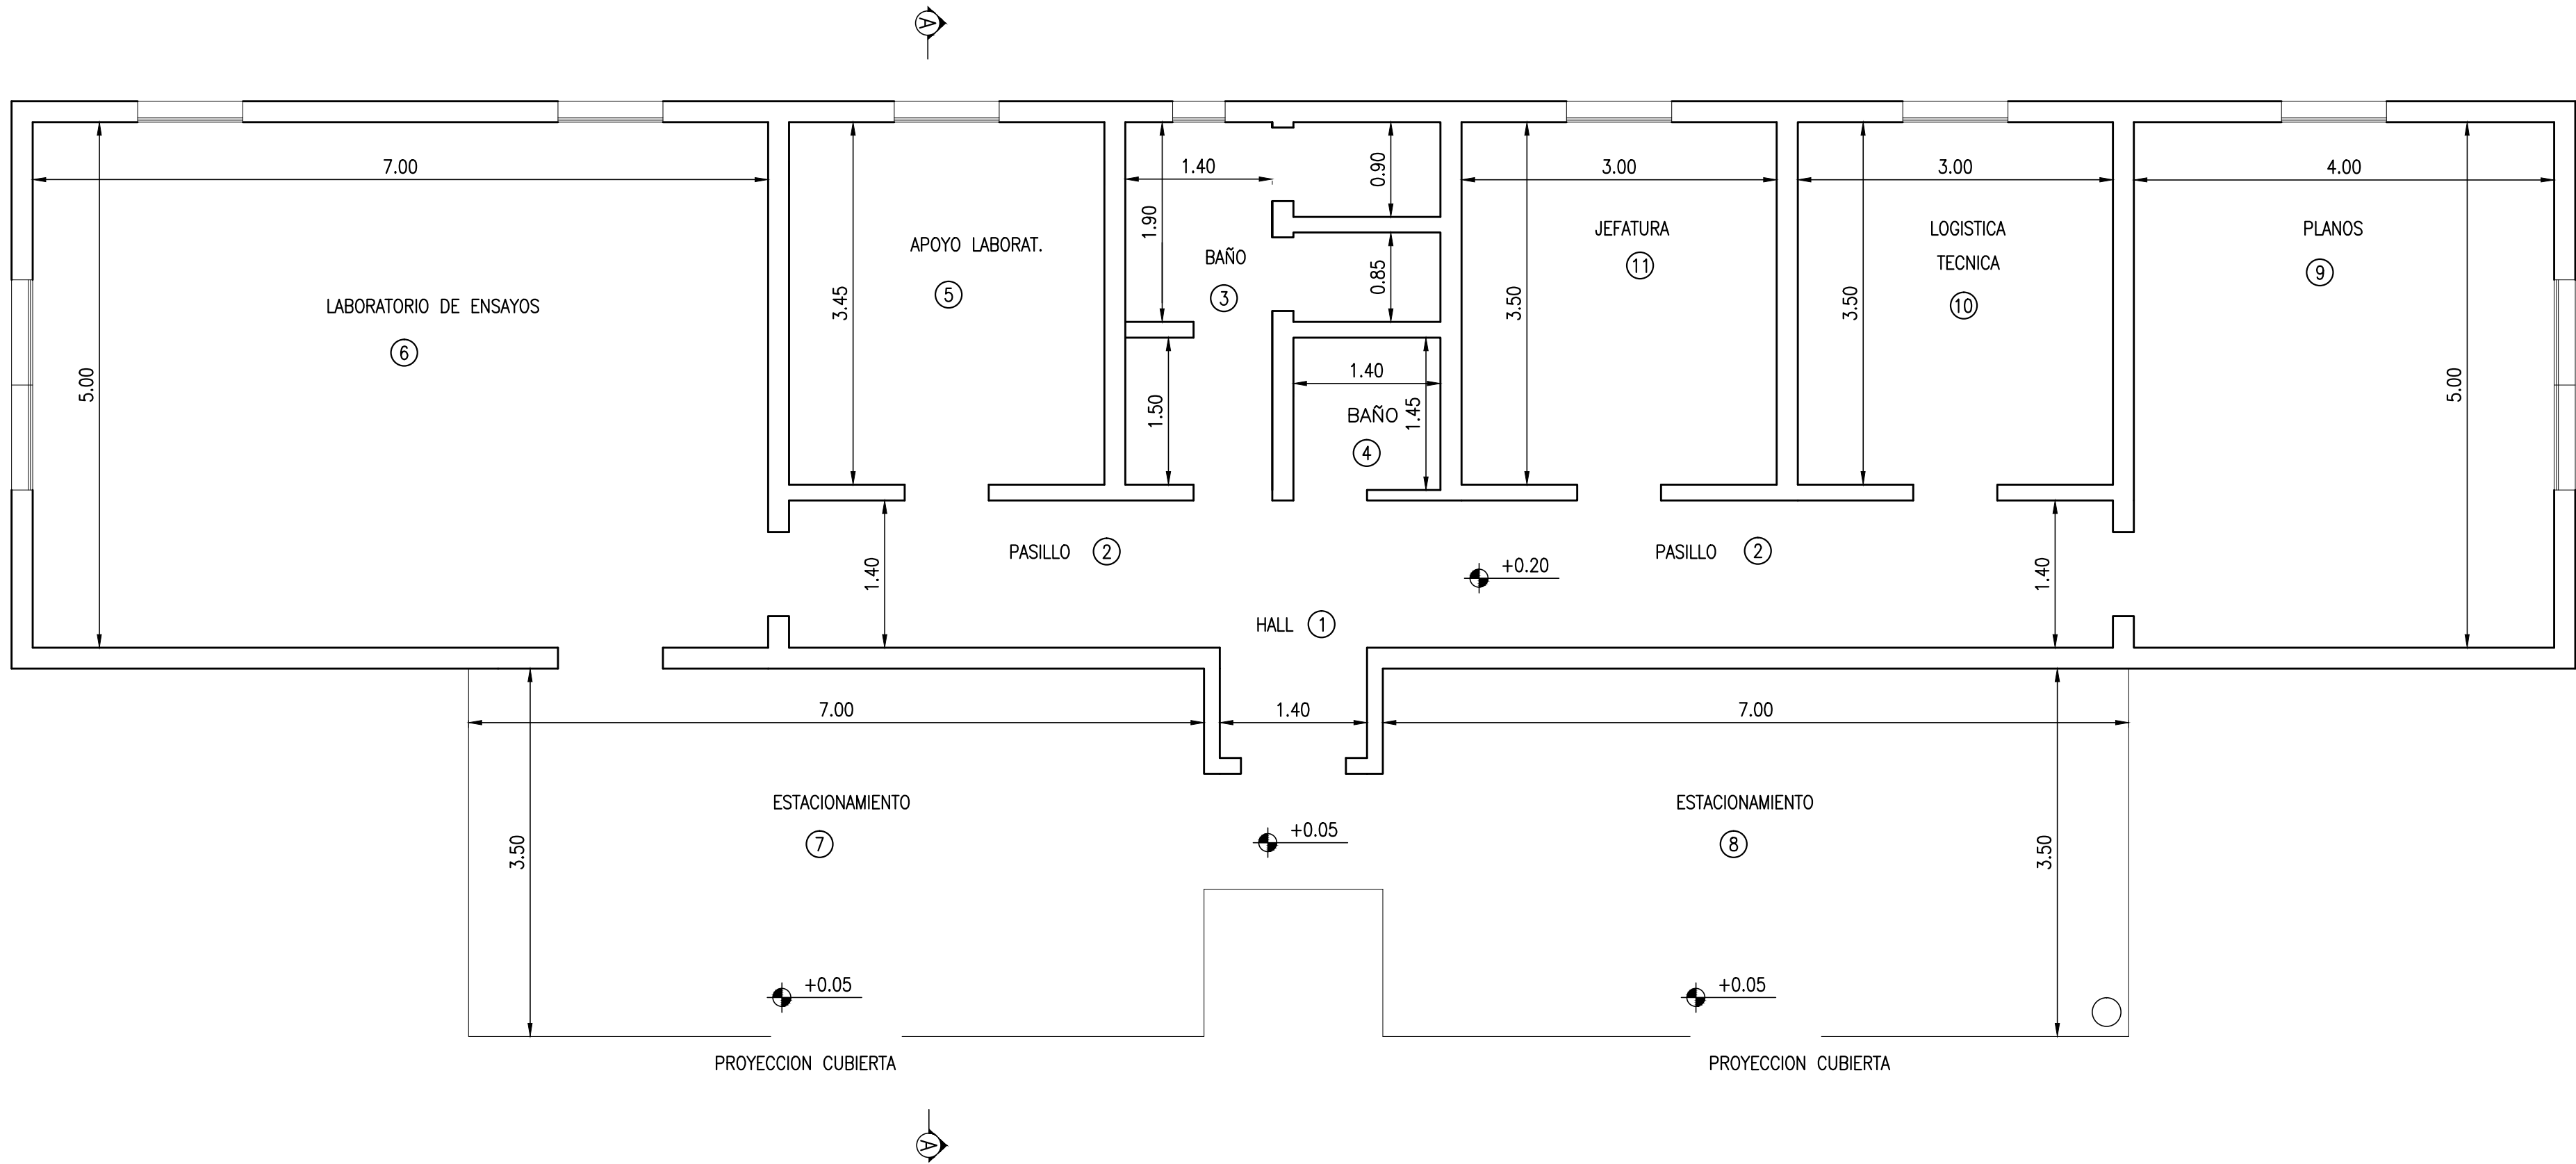 A
7.00
1.40
0.90
3.00
3.00
4.00
1.90
JEFATURA
LOGISTICA
TECNICA
PLANOS
APOYO LABORAT.
BAÑO
11
10
9
5
3
3.45
0.85
3.50
3.50
LABORATORIO DE ENSAYOS
6
5.00
1.50
1.40
BAÑO
1.45
4
5.00
PASILLO 2
PASILLO 2
1.40
+0.20
1.40
HALL 1
7.00
1.40
7.00
ESTACIONAMIENTO
7
ESTACIONAMIENTO
8
+0.05
3.50
3.50
+0.05
+0.05
PROYECCION CUBIERTA
PROYECCION CUBIERTA
A